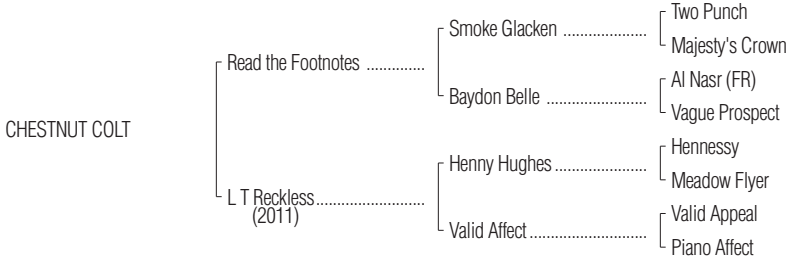 Two Punch
Smoke Glacken .....................
Majesty's Crown
Read the Footnotes ..............
Al Nasr (FR)
Baydon Belle .........................
Vague Prospect
CHESTNUT COLT
Hennessy
Henny Hughes .......................
Meadow Flyer
L T Reckless ..........................
(2011)
Valid Appeal
Valid Affect .............................
Piano Affect